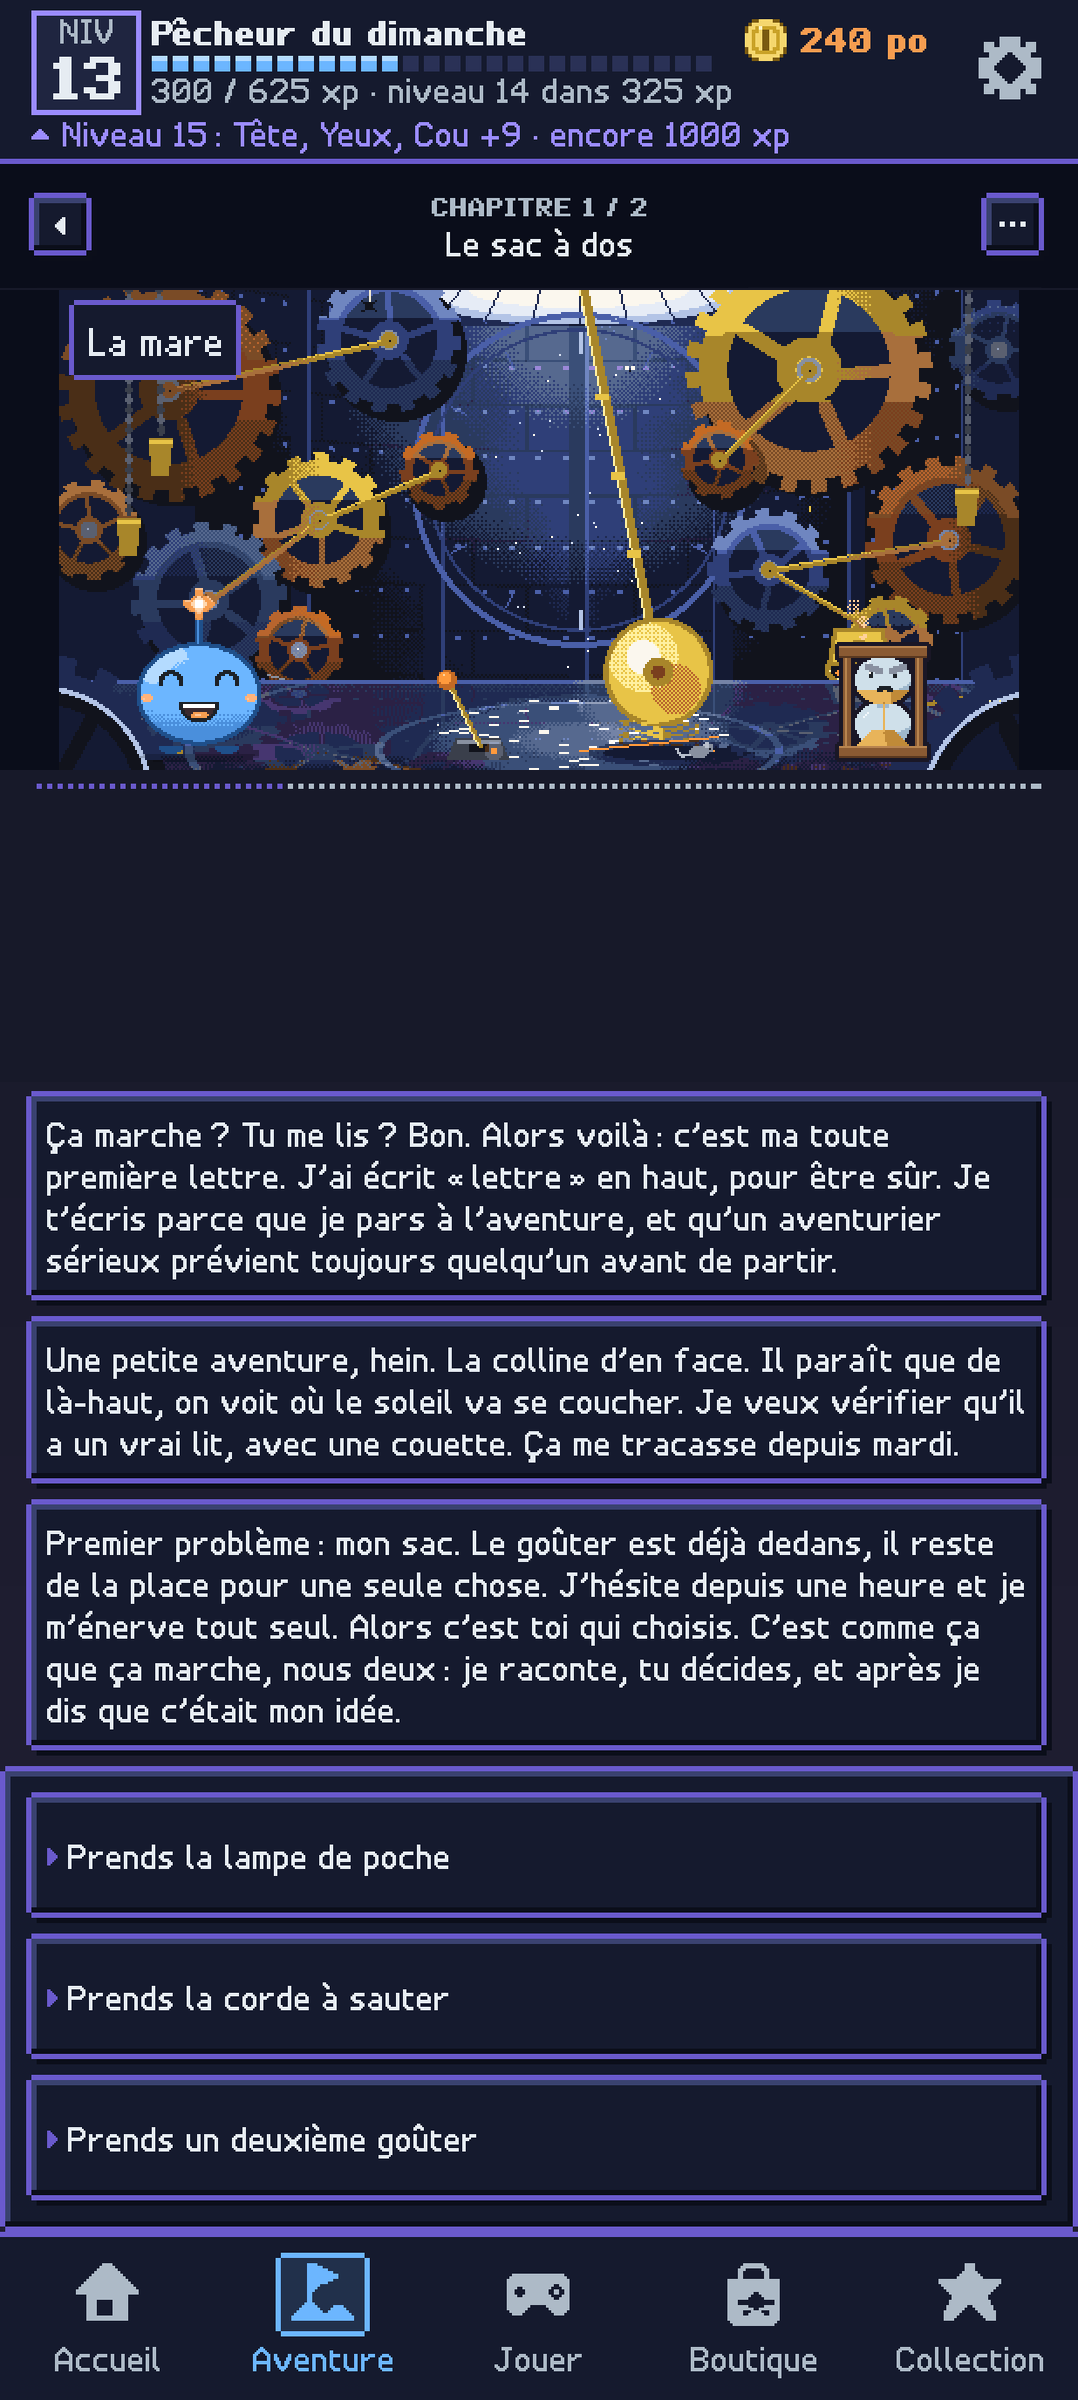 NIV
13
Pêcheur du dimanche
240 po
300 / 625 xp · niveau 14 dans 325 xp
Niveau 15 : Tête, Yeux, Cou +9 · encore 1000 xp
CHAPITRE 1 / 2
Le sac à dos
La mare
Ça marche ? Tu me lis ? Bon. Alors voilà : c’est ma toute
première lettre. J’ai écrit « lettre » en haut, pour être sûr. Je
t’écris parce que je pars à l’aventure, et qu’un aventurier
sérieux prévient toujours quelqu’un avant de partir.
Une petite aventure, hein. La colline d’en face. Il paraît que de
là-haut, on voit où le soleil va se coucher. Je veux vérifier qu’il
a un vrai lit, avec une couette. Ça me tracasse depuis mardi.
Premier problème : mon sac. Le goûter est déjà dedans, il reste
de la place pour une seule chose. J’hésite depuis une heure et je
m’énerve tout seul. Alors c’est toi qui choisis. C’est comme ça
que ça marche, nous deux : je raconte, tu décides, et après je
dis que c’était mon idée.
Prends la lampe de poche
Prends la corde à sauter
Prends un deuxième goûter
Accueil
Aventure
Jouer
Boutique
Collection